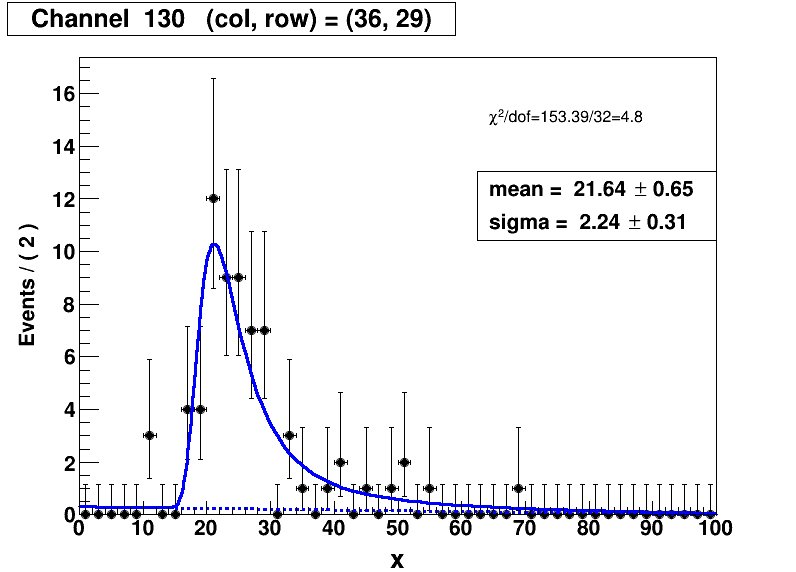 Channel  130   (col, row) = (36, 29)
χ²/dof=153.39/32=4.8
mean =  21.64 ± 0.65
sigma =  2.24 ± 0.31
Events / ( 2 )
16
14
12
10
8
6
4
2
0
0 10 20 30 40 50 60 70 80 90 100
x